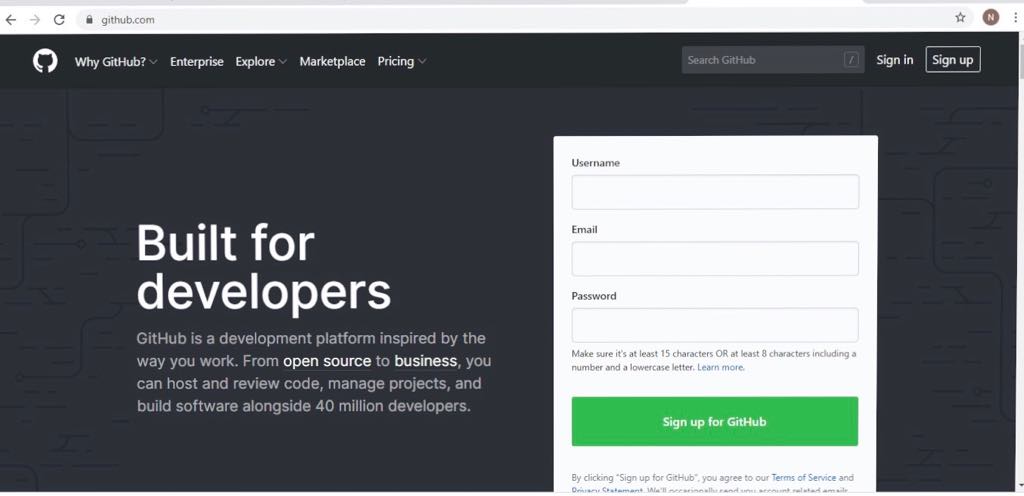 github.com
N
Why GitHub? Enterprise Explore Marketplace Pricing
Search GitHub /
Sign in Sign up
Username
Email
Password
Make sure it's at least 15 characters OR at least 8 characters including a
number and a lowercase letter. Learn more.
Sign up for GitHub
By clicking “Sign up for GitHub”, you agree to our Terms of Service and
Privacy Statement. We'll occasionally send you account related emails.
Built for
developers
GitHub is a development platform inspired by the
way you work. From open source to business, you
can host and review code, manage projects, and
build software alongside 40 million developers.